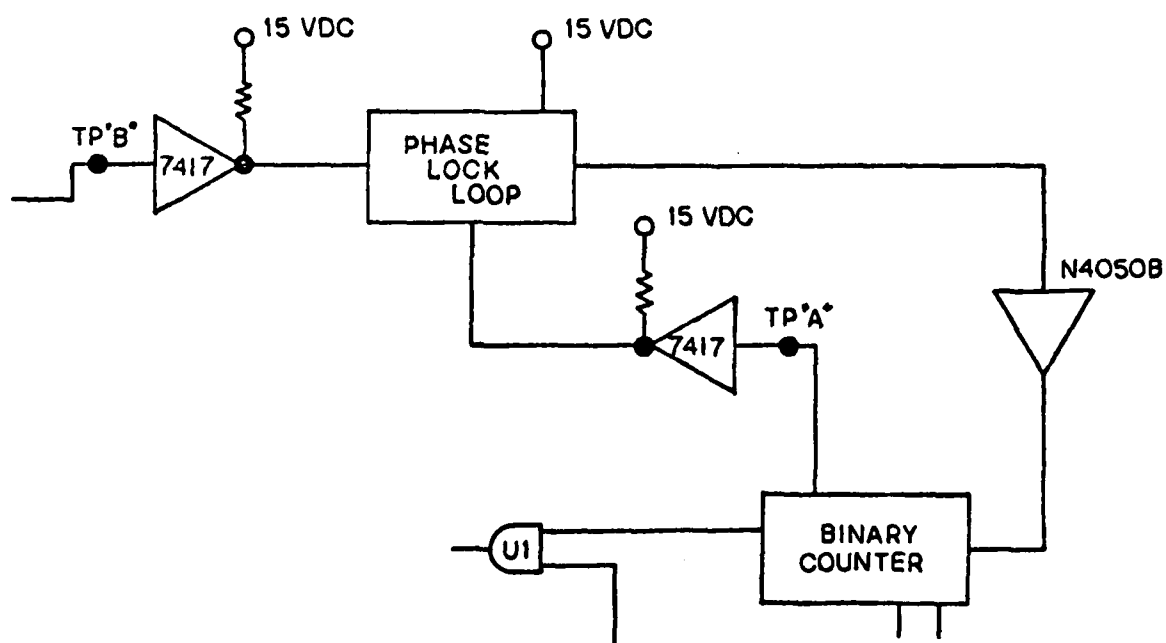 15 VDC
15 VDC
TP"B"
7417
PHASE
LOCK
LOOP
15 VDC
N4050B
TP"A"
7417
U1
BINARY
COUNTER